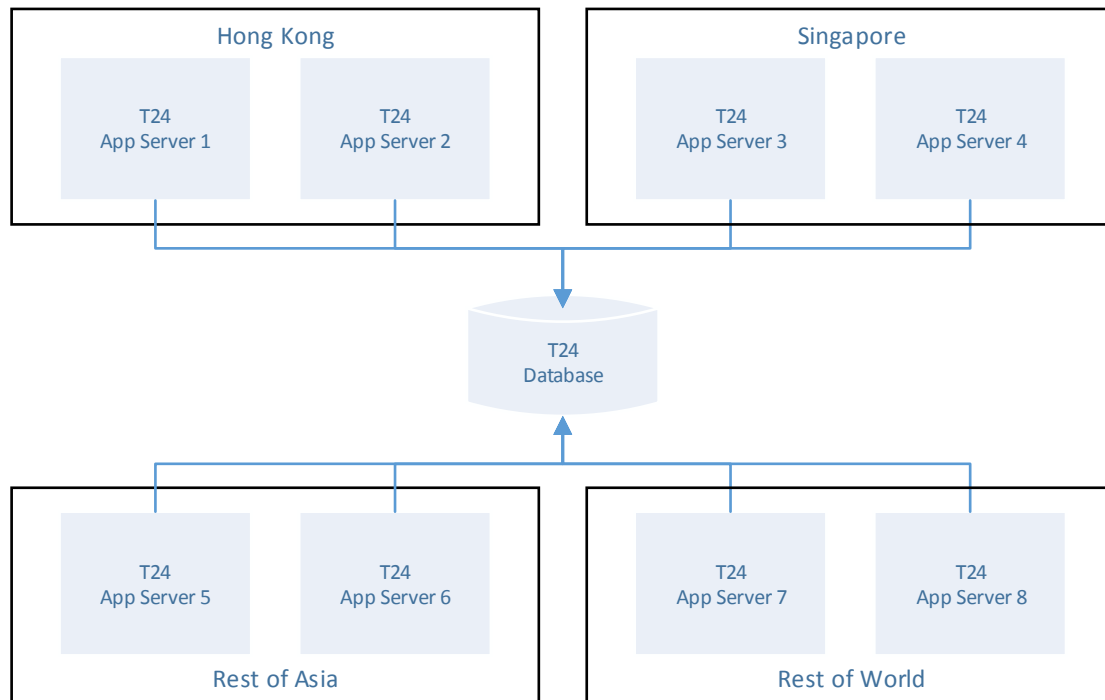 Hong Kong
T24
App Server 1
T24
App Server 2
Singapore
T24
App Server 3
T24
App Server 4
T24
Database
T24
App Server 5
T24
App Server 6
Rest of Asia
T24
App Server 7
T24
App Server 8
Rest of World